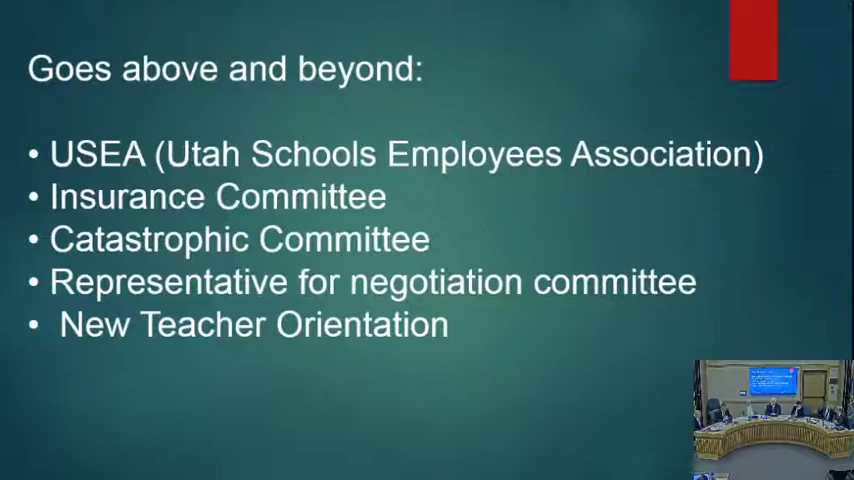 Goes above and beyond:
• USEA (Utah Schools Employees Association)
• Insurance Committee
• Catastrophic Committee
• Representative for negotiation committee
• New Teacher Orientation